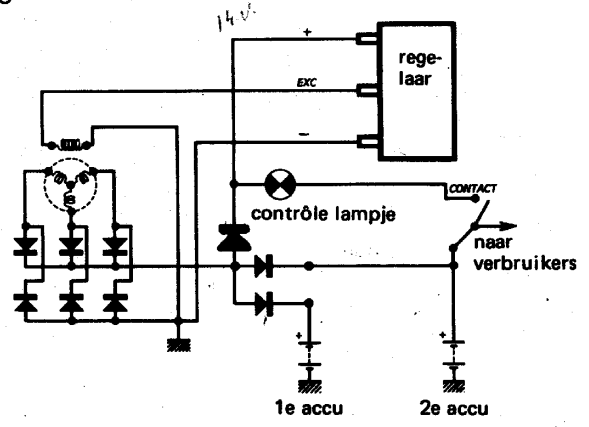 14 v.
+
rege-
laar
EXC
−
CONTACT
contrôle lampje
naar
verbruikers
+
+
1e accu
2e accu